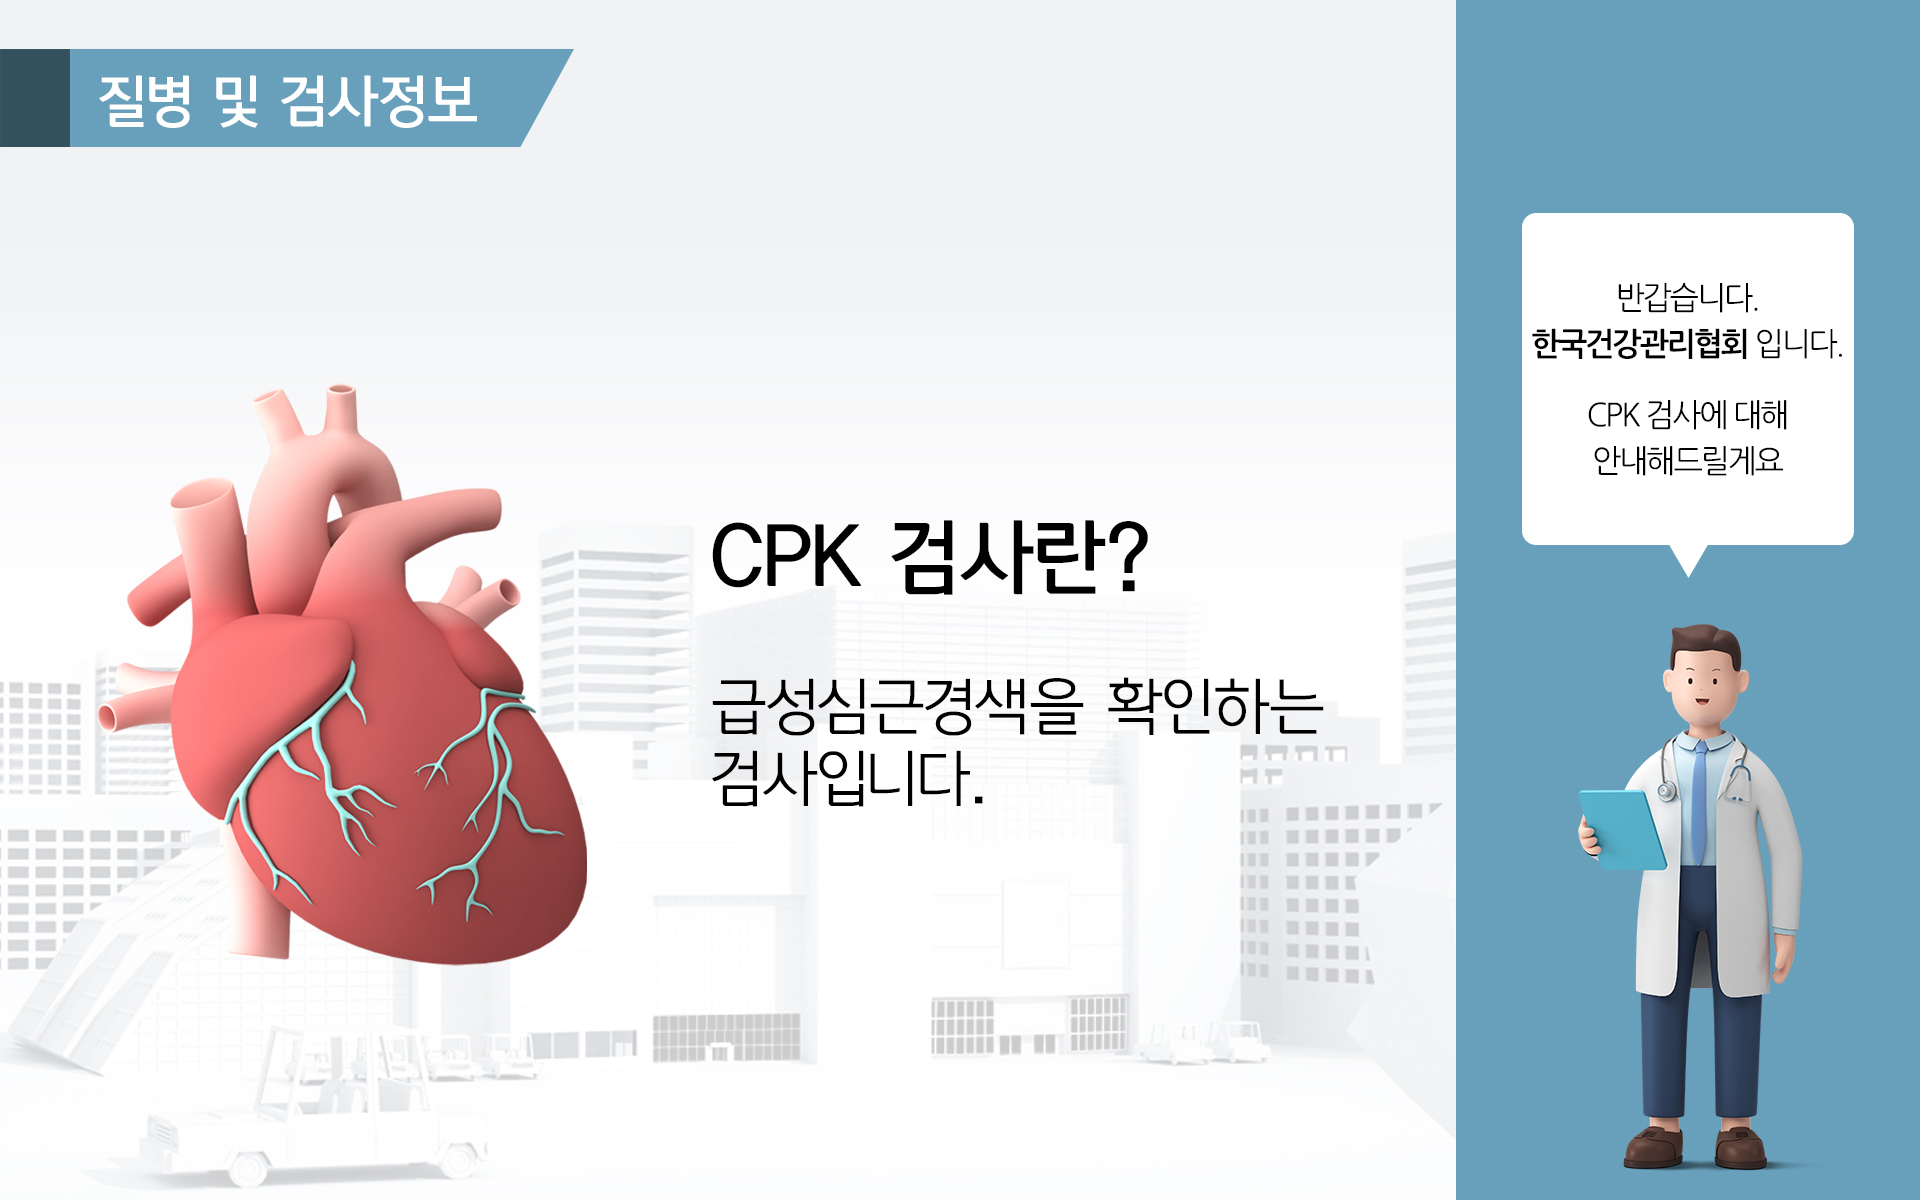 질병 및 검사정보
CPK 검사란?
급성심근경색을 확인하는
검사입니다.
반갑습니다.
한국건강관리협회 입니다.
CPK 검사에 대해
안내해드릴게요